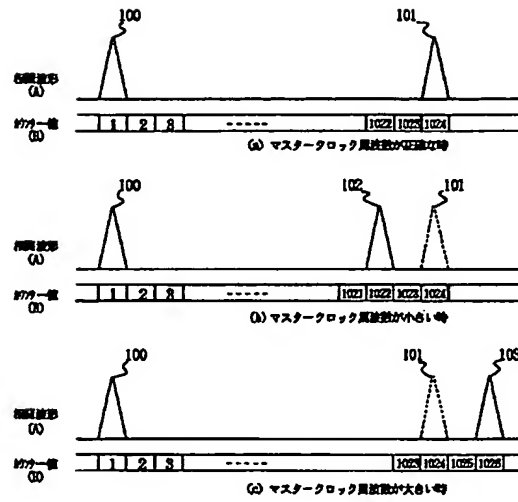 100 101
相関波形
(A)
カウンター値
(B)
1 2 3 ----- 1022 1023 1024
(a) マスタークロック周波数が正確な時
100 102 101
相関波形
(A)
カウンター値
(B)
1 2 3 ----- 1021 1022 1023 1024
(b) マスタークロック周波数が小さい時
100 101 103
相関波形
(A)
カウンター値
(B)
1 2 3 ----- 1023 1024 1025 1026
(c) マスタークロック周波数が大きい時